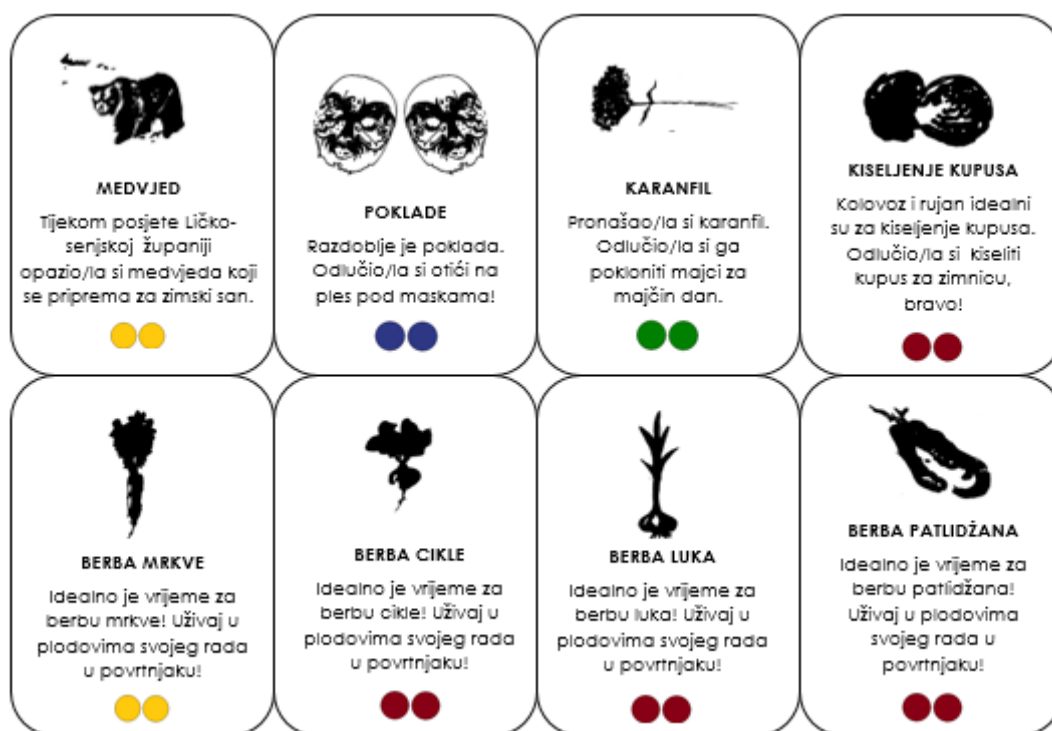 MEDVJED
Tijekom posjete Ličko-
senjskoj županiji
opazio/la si medvjeda koji
se priprema za zimski san.
POKLADE
Razdoblje je poklada.
Odlučio/la si otići na
ples pod maskama!
KARANFIL
Pronašao/la si karanfil.
Odlučio/la si ga
pokloniti majci za
majčin dan.
KISELJENJE KUPUSA
Kolovoz i rujan idealni
su za kiseljenje kupusa.
Odlučio/la si kiseliti
kupus za zimnicu,
bravo!
BERBA MRKVE
Idealno je vrijeme za
berbu mrkve! Uživaj u
plodovima svojeg rada
u povrtnjaku!
BERBA CIKLE
Idealno je vrijeme za
berbu cikle! Uživaj u
plodovima svojeg rada
u povrtnjaku!
BERBA LUKA
Idealno je vrijeme za
berbu luka! Uživaj u
plodovima svojeg rada
u povrtnjaku!
BERBA PATLIDŽANA
Idealno je vrijeme za
berbu patlidžana!
Uživaj u plodovima
svojeg rada u
povrtnjaku!